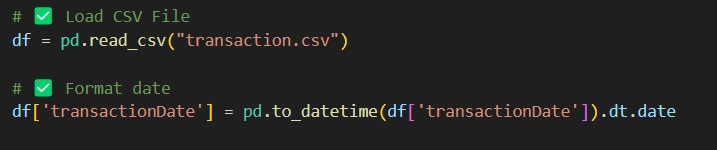 # ✅ Load CSV File
df = pd.read_csv("transaction.csv")
# ✅ Format date
df['transactionDate'] = pd.to_datetime(df['transactionDate']).dt.date